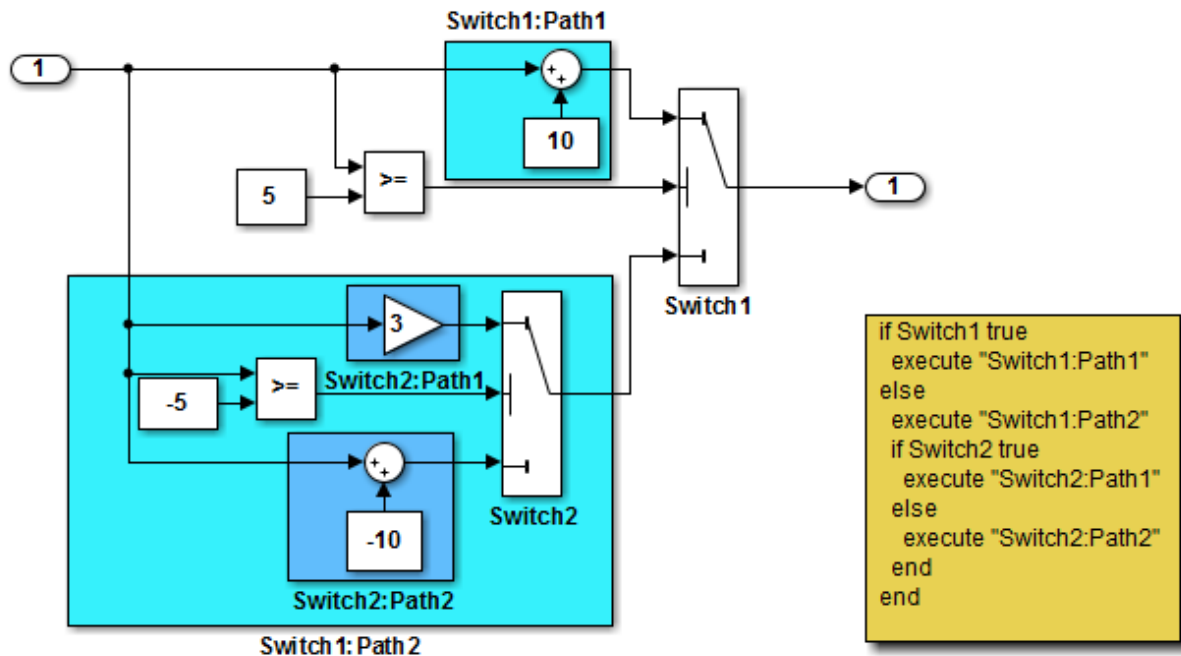 Switch1:Path1
1
10
>=
5
1
Switch1
3
Switch2:Path1
>=
-5
Switch2
-10
Switch2:Path2
Switch1:Path2
if Switch1 true
execute "Switch1:Path1"
else
execute "Switch1:Path2"
if Switch2 true
execute "Switch2:Path1"
else
execute "Switch2:Path2"
end
end